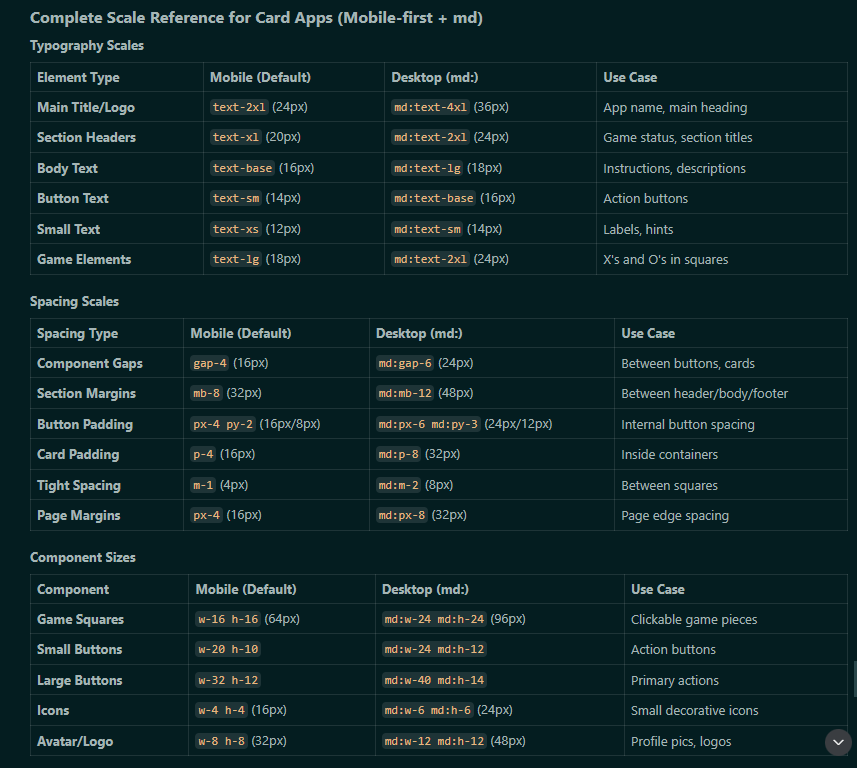 Complete Scale Reference for Card Apps (Mobile-first + md)
Typography Scales
Element Type Mobile (Default) Desktop (md:) Use Case
Main Title/Logo text-2xl (24px) md:text-4xl (36px) App name, main heading
Section Headers text-xl (20px) md:text-2xl (24px) Game status, section titles
Body Text text-base (16px) md:text-lg (18px) Instructions, descriptions
Button Text text-sm (14px) md:text-base (16px) Action buttons
Small Text text-xs (12px) md:text-sm (14px) Labels, hints
Game Elements text-lg (18px) md:text-2xl (24px) X's and O's in squares
Spacing Scales
Spacing Type Mobile (Default) Desktop (md:) Use Case
Component Gaps gap-4 (16px) md:gap-6 (24px) Between buttons, cards
Section Margins mb-8 (32px) md:mb-12 (48px) Between header/body/footer
Button Padding px-4 py-2 (16px/8px) md:px-6 md:py-3 (24px/12px) Internal button spacing
Card Padding p-4 (16px) md:p-8 (32px) Inside containers
Tight Spacing m-1 (4px) md:m-2 (8px) Between squares
Page Margins px-4 (16px) md:px-8 (32px) Page edge spacing
Component Sizes
Component Mobile (Default) Desktop (md:) Use Case
Game Squares w-16 h-16 (64px) md:w-24 md:h-24 (96px) Clickable game pieces
Small Buttons w-20 h-10 md:w-24 md:h-12 Action buttons
Large Buttons w-32 h-12 md:w-40 md:h-14 Primary actions
Icons w-4 h-4 (16px) md:w-6 md:h-6 (24px) Small decorative icons
Avatar/Logo w-8 h-8 (32px) md:w-12 md:h-12 (48px) Profile pics, logos